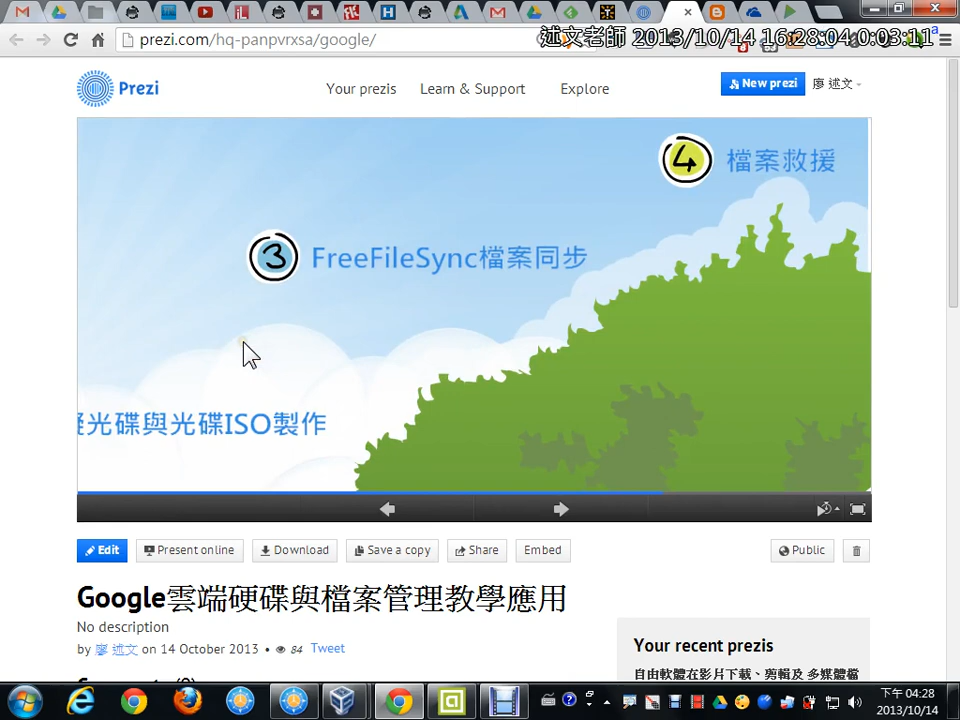 prezi.com/hq-panpvrxsa/google/
述文老師 2013/10/14 16:28:04 0:03:11
Prezi
Your prezis
Learn & Support
Explore
New prezi
廖 述文
4 檔案救援
3 FreeFileSync檔案同步
光碟與光碟ISO製作
Edit
Present online
Download
Save a copy
Share
Embed
Public
Google雲端硬碟與檔案管理教學應用
No description
by 廖 述文 on 14 October 2013 • 84 Tweet
Your recent prezis
自由軟體在影片下載、剪輯及 多媒體檔
下午 04:28
2013/10/14